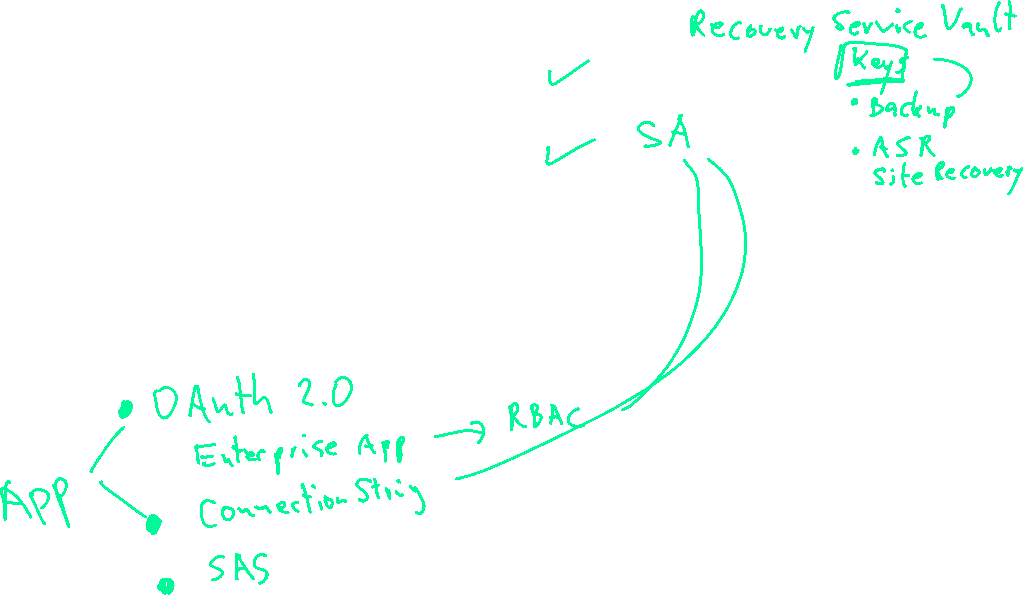 Recovery Service Vault
Keys
• Backup
SA
• ASR
Site Recovery
• OAuth 2.0
RBAC
Enterprise App
APP
• Connection String
• SAS